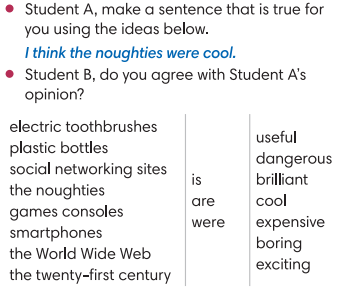 • Student A, make a sentence that is true for
you using the ideas below.
I think the noughties were cool.
• Student B, do you agree with Student A's
opinion?
electric toothbrushes
plastic bottles
social networking sites
the noughties
games consoles
smartphones
the World Wide Web
the twenty-first century
is
are
were
useful
dangerous
brilliant
cool
expensive
boring
exciting